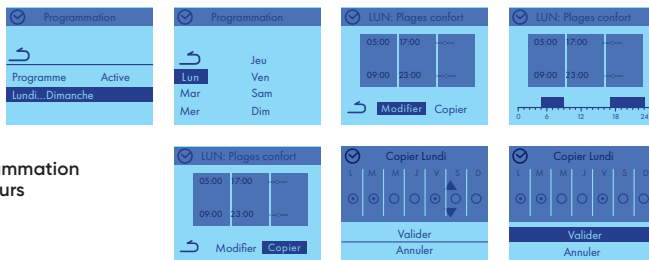 Programmation
Programme Active
Lundi...Dimanche
Programmation
Jeu
Lun Ven
Mar Sam
Mer Dim
LUN: Plages confort
05:00 17:00 --:--
09:00 23:00 --:--
Modifier Copier
LUN: Plages confort
05:00 17:00 --:--
09:00 23:00 --:--
0 6 12 18 24
mmation
urs
LUN: Plages confort
05:00 17:00 --:--
09:00 23:00 --:--
Modifier Copier
Copier Lundi
L M M J V S D
Valider
Annuler
Copier Lundi
L M M J V S D
Valider
Annuler